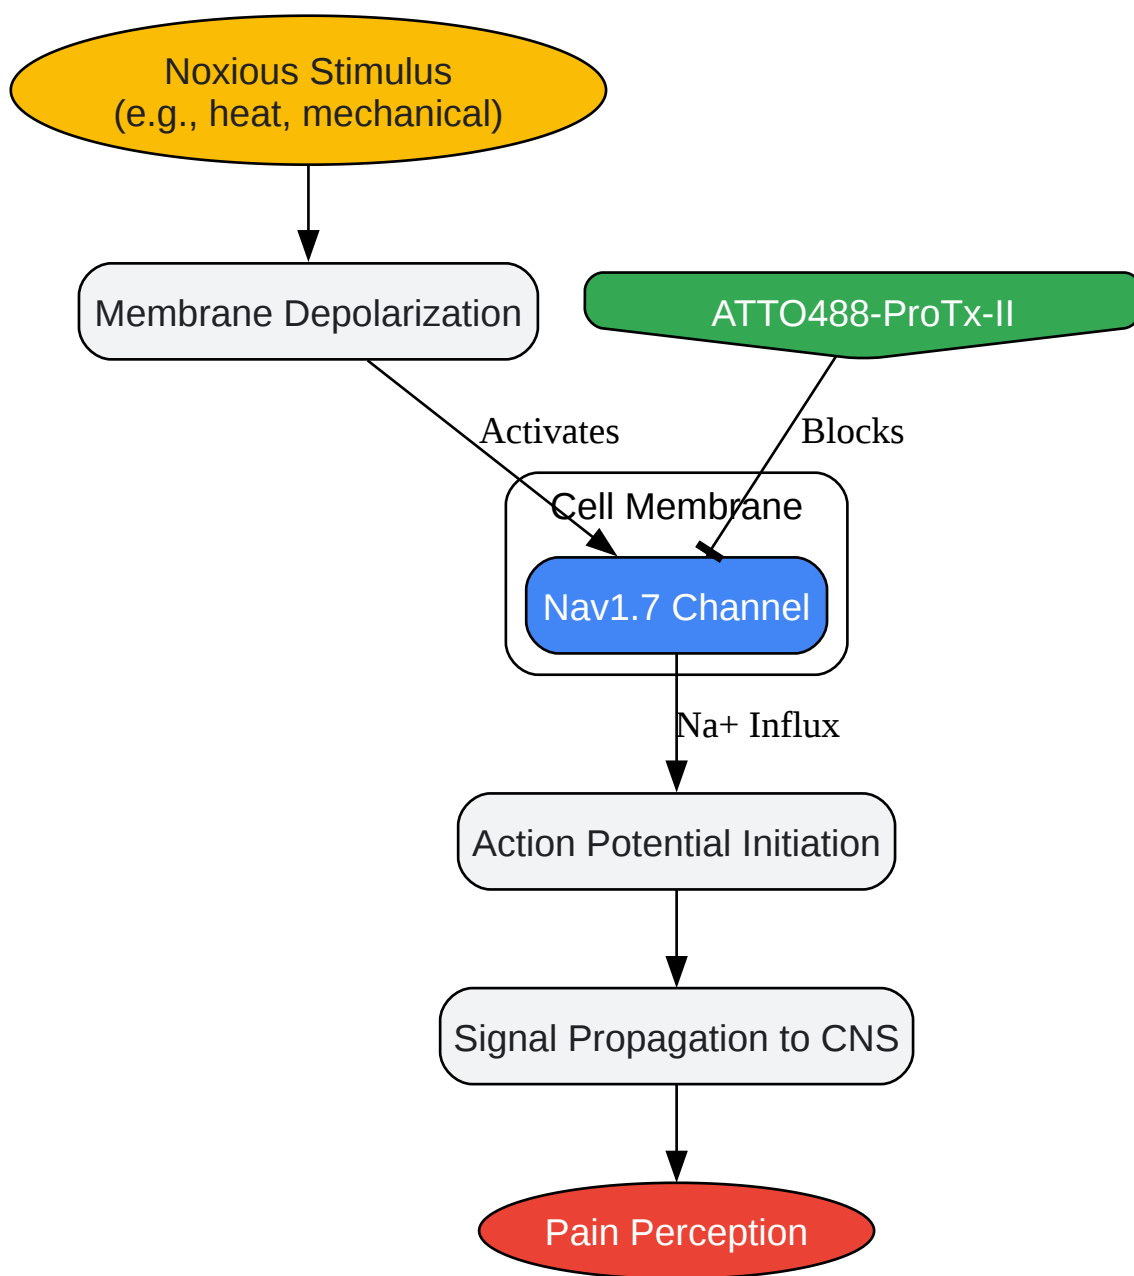 Noxious Stimulus
(e.g., heat, mechanical)
Membrane Depolarization
ATTO488-ProTx-II
Activates
Blocks
Cell Membrane
Nav1.7 Channel
Na+ Influx
Action Potential Initiation
Signal Propagation to CNS
Pain Perception